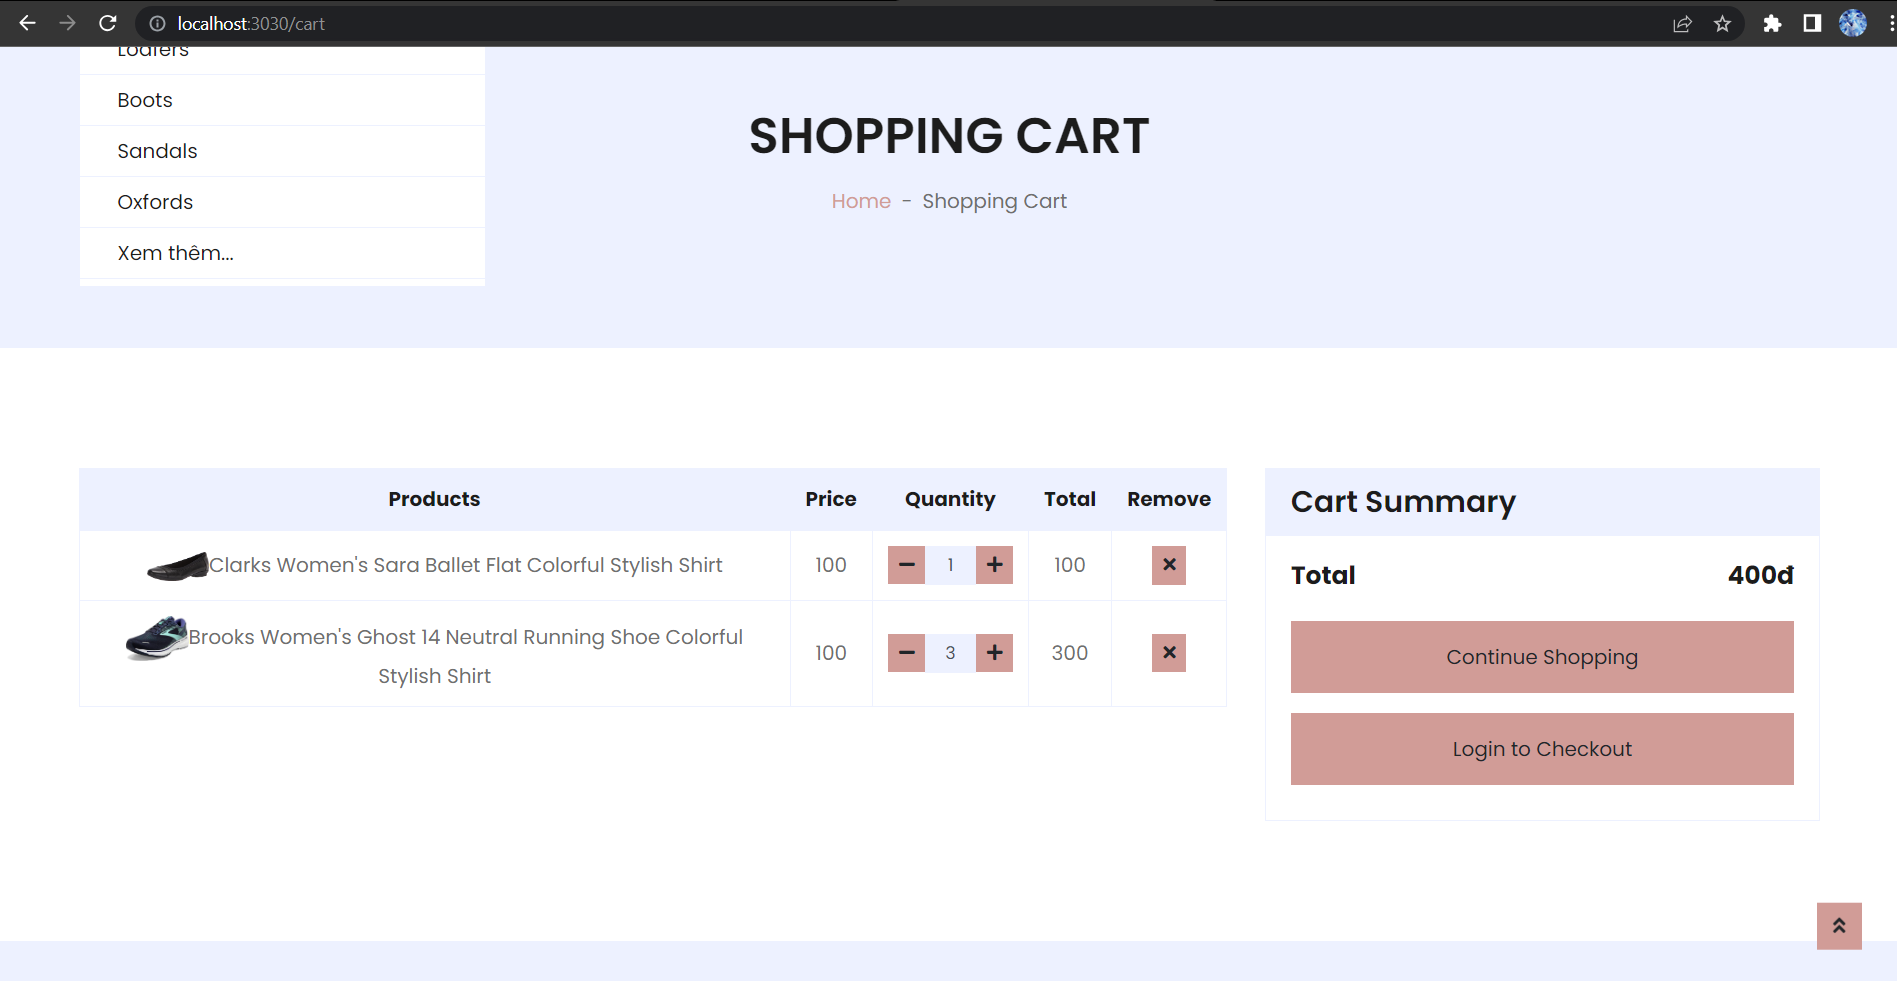 localhost:3030/cart
Loafers
Boots
Sandals
Oxfords
Xem thêm...
SHOPPING CART
Home - Shopping Cart
Products Price Quantity Total Remove
Clarks Women's Sara Ballet Flat Colorful Stylish Shirt 100 1 100
Brooks Women's Ghost 14 Neutral Running Shoe Colorful
Stylish Shirt 100 3 300
Cart Summary
Total 400đ
Continue Shopping
Login to Checkout